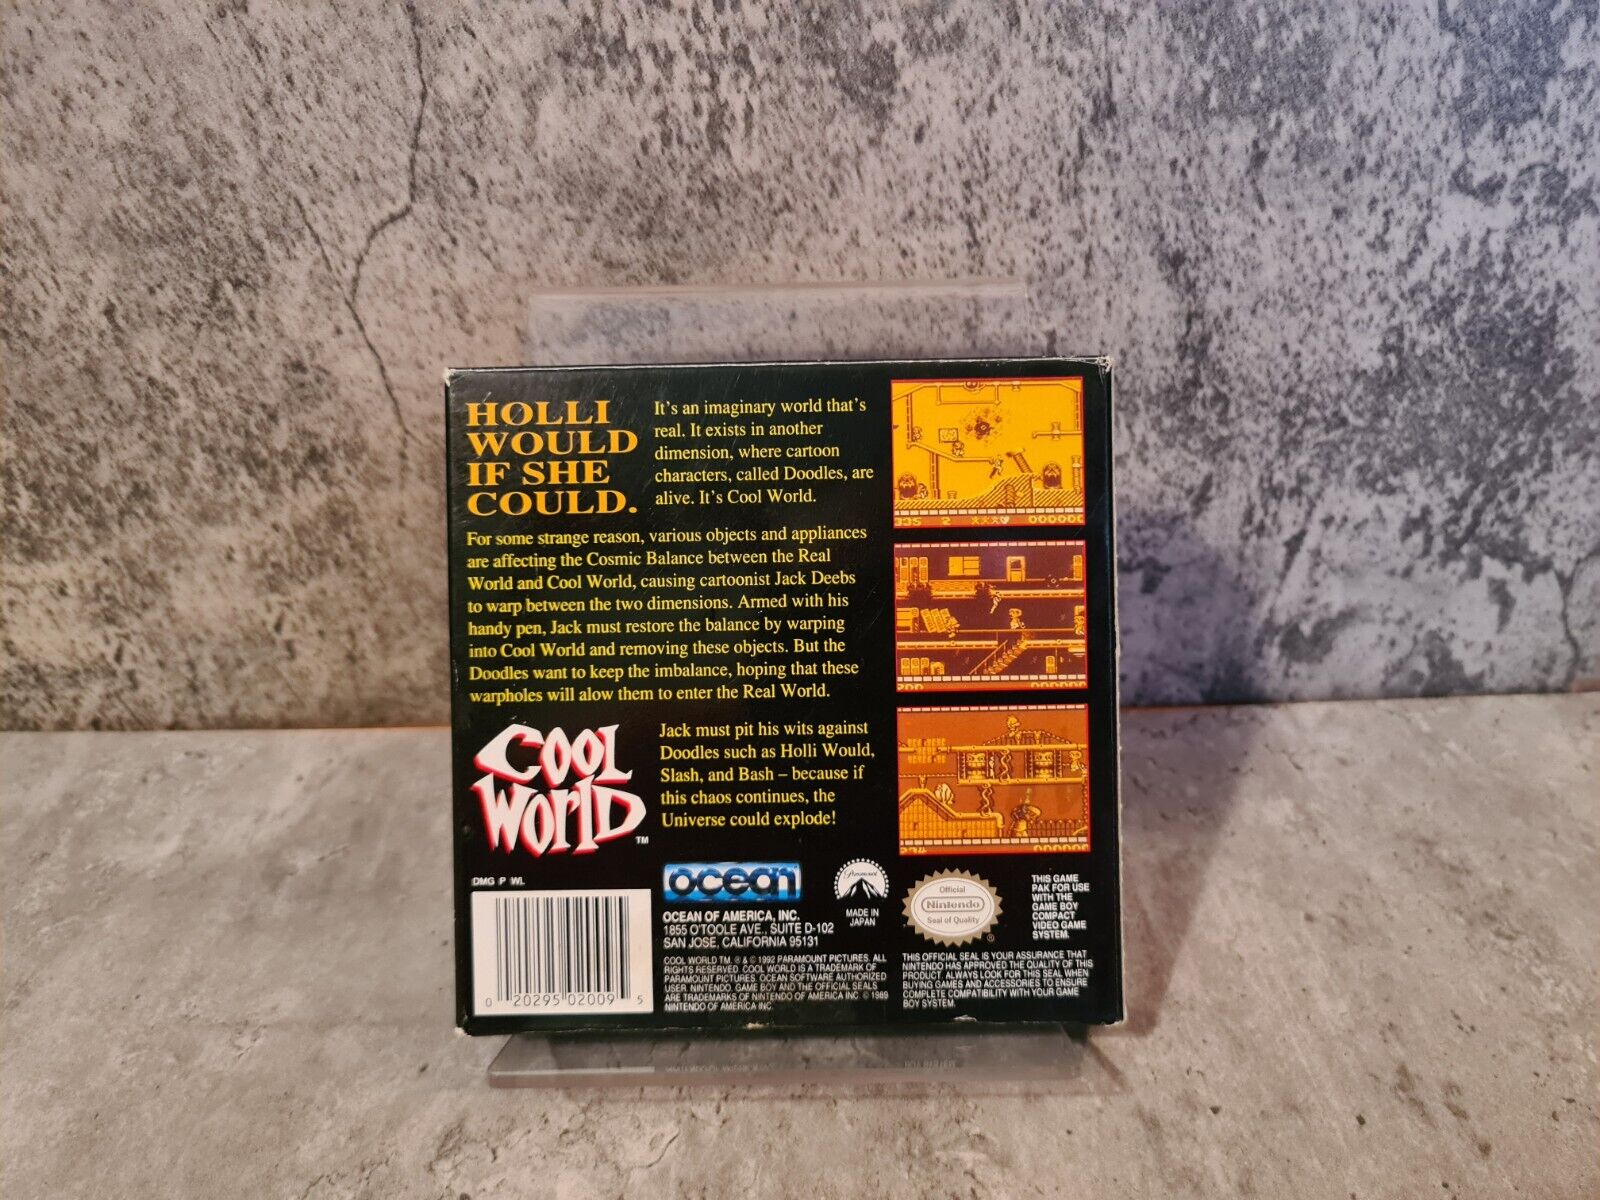 HOLLI
WOULD
IF SHE
COULD.
It's an imaginary world that's
real. It exists in another
dimension, where cartoon
characters, called Doodles, are
alive. It's Cool World.
For some strange reason, various objects and appliances
are affecting the Cosmic Balance between the Real
World and Cool World, causing cartoonist Jack Deebs
to warp between the two dimensions. Armed with his
handy pen, Jack must restore the balance by warping
into Cool World and removing these objects. But the
Doodles want to keep the imbalance, hoping that these
warpholes will alow them to enter the Real World.
COOL
WORLD
TM
Jack must pit his wits against
Doodles such as Holli Would,
Slash, and Bash – because if
this chaos continues, the
Universe could explode!
335 2 000000
200 000000
234 000000
DMG P WL
0 20295 02009 5
ocean
OCEAN OF AMERICA, INC.
1855 O'TOOLE AVE., SUITE D-102
SAN JOSE, CALIFORNIA 95131
Paramount
MADE IN
JAPAN
COOL WORLD TM, ® & © 1992 PARAMOUNT PICTURES. ALL
RIGHTS RESERVED. COOL WORLD IS A TRADEMARK OF
PARAMOUNT PICTURES. OCEAN SOFTWARE AUTHORIZED
USER. NINTENDO, GAME BOY AND THE OFFICIAL SEALS
ARE TRADEMARKS OF NINTENDO OF AMERICA INC. © 1989
NINTENDO OF AMERICA INC.
Official
Nintendo
Seal of Quality
®
THIS GAME
PAK FOR USE
WITH THE
GAME BOY
COMPACT
VIDEO GAME
SYSTEM.
THIS OFFICIAL SEAL IS YOUR ASSURANCE THAT
NINTENDO HAS APPROVED THE QUALITY OF THIS
PRODUCT. ALWAYS LOOK FOR THIS SEAL WHEN
BUYING GAMES AND ACCESSORIES TO ENSURE
COMPLETE COMPATIBILITY WITH YOUR GAME
BOY SYSTEM.